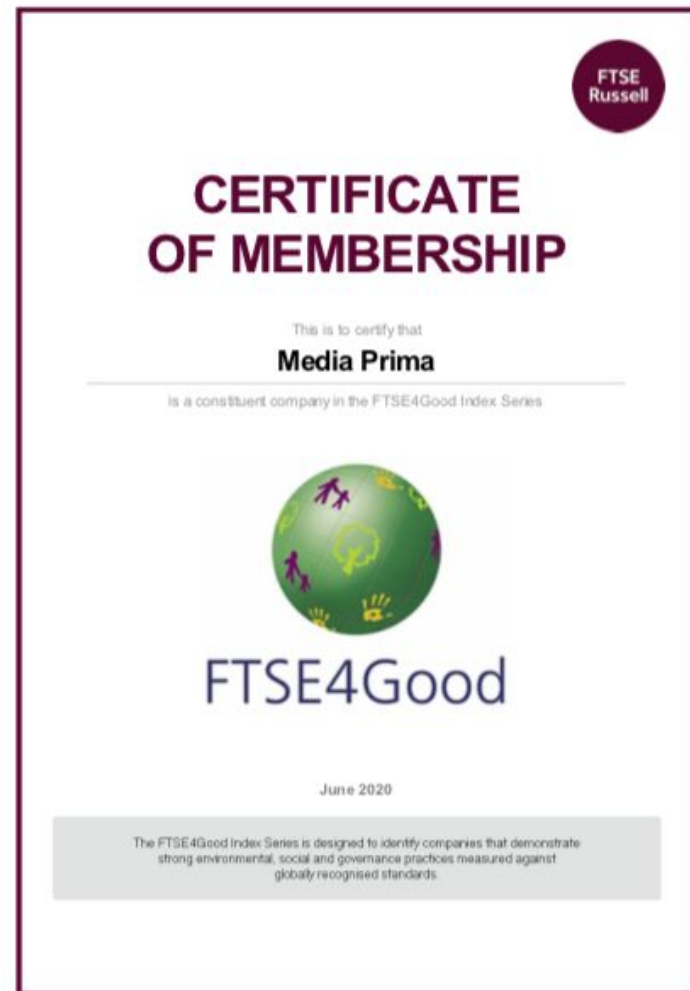 FTSE
Russell
CERTIFICATE
OF MEMBERSHIP
This is to certify that
Media Prima
is a constituent company in the FTSE4Good Index Series
FTSE4Good
June 2020
The FTSE4Good Index Series is designed to identify companies that demonstrate
strong environmental, social and governance practices measured against
globally recognised standards.